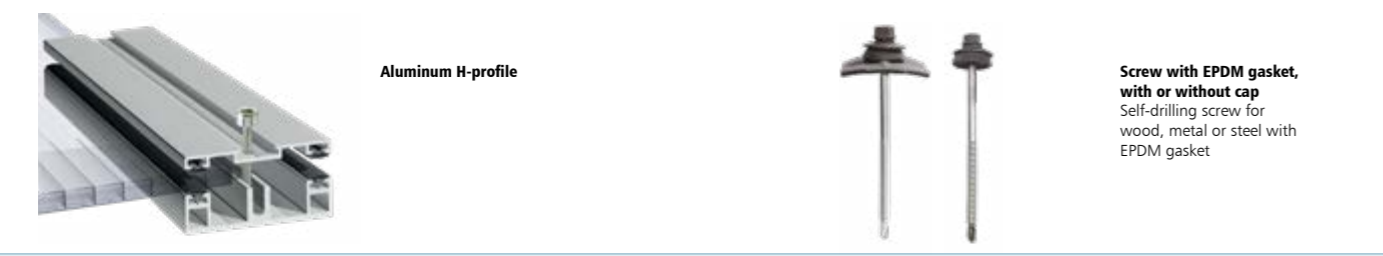 Aluminum H-profile
Screw with EPDM gasket,
with or without cap
Self-drilling screw for
wood, metal or steel with
EPDM gasket